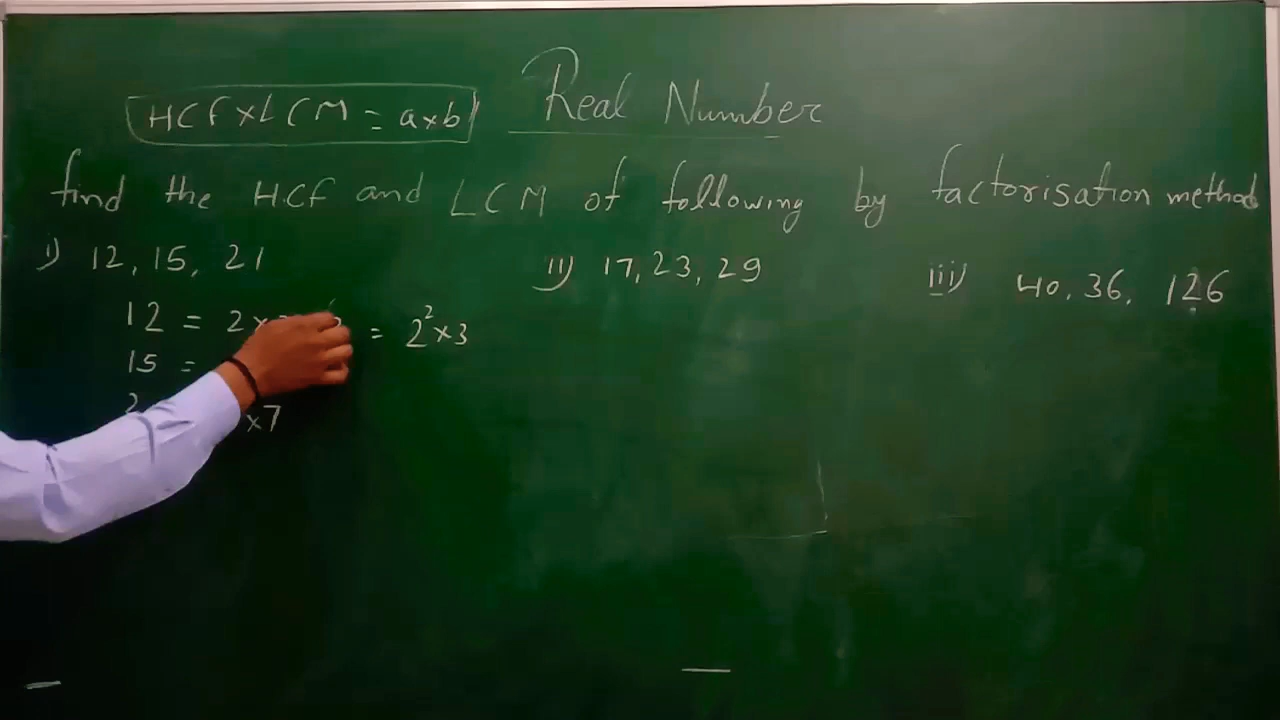 Real Number
HCF×LCM = a×b
find the HCF and LCM of following by factorisation method
i) 12, 15, 21
ii) 17, 23, 29
iii) 40, 36, 126
12 = 2× = 2²×3
15 =
×7